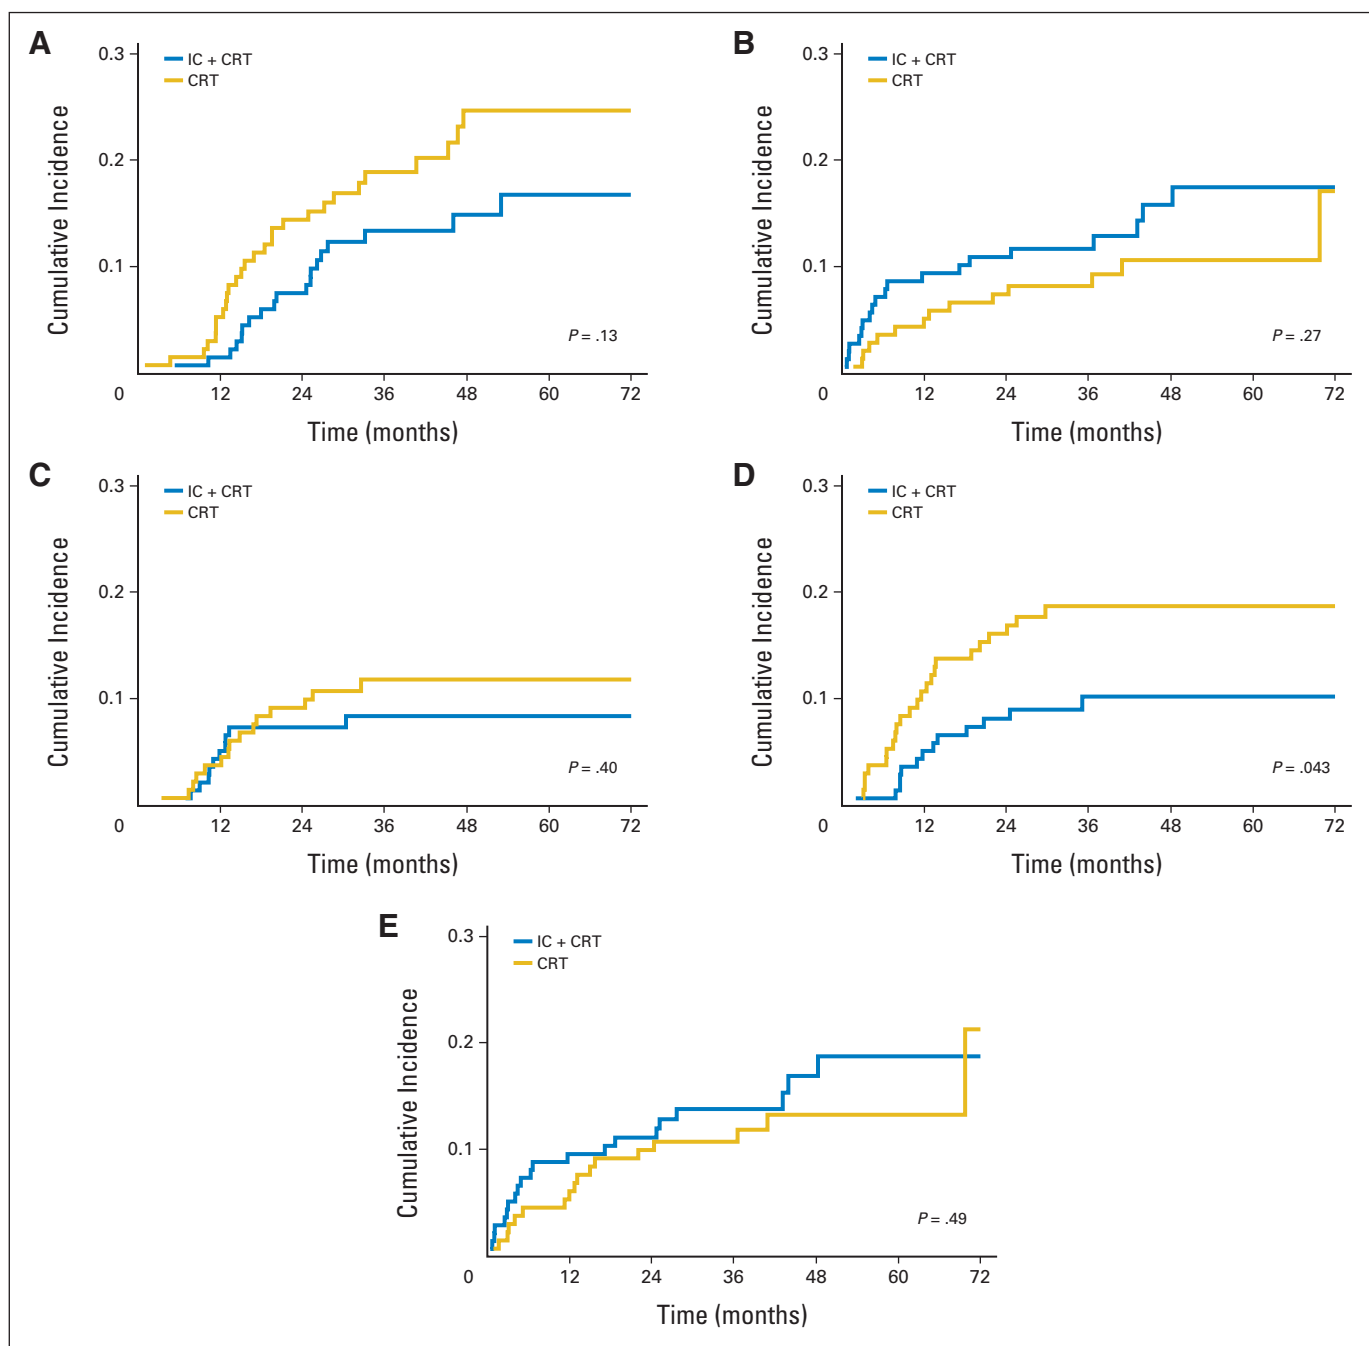 A
0.3
0.2
0.1
Cumulative Incidence
IC + CRT
CRT
P = .13
0 12 24 36 48 60 72
Time (months)
B
0.3
0.2
0.1
Cumulative Incidence
IC + CRT
CRT
P = .27
0 12 24 36 48 60 72
Time (months)
C
0.3
0.2
0.1
Cumulative Incidence
IC + CRT
CRT
P = .40
0 12 24 36 48 60 72
Time (months)
D
0.3
0.2
0.1
Cumulative Incidence
IC + CRT
CRT
P = .043
0 12 24 36 48 60 72
Time (months)
E
0.3
0.2
0.1
Cumulative Incidence
IC + CRT
CRT
P = .49
0 12 24 36 48 60 72
Time (months)